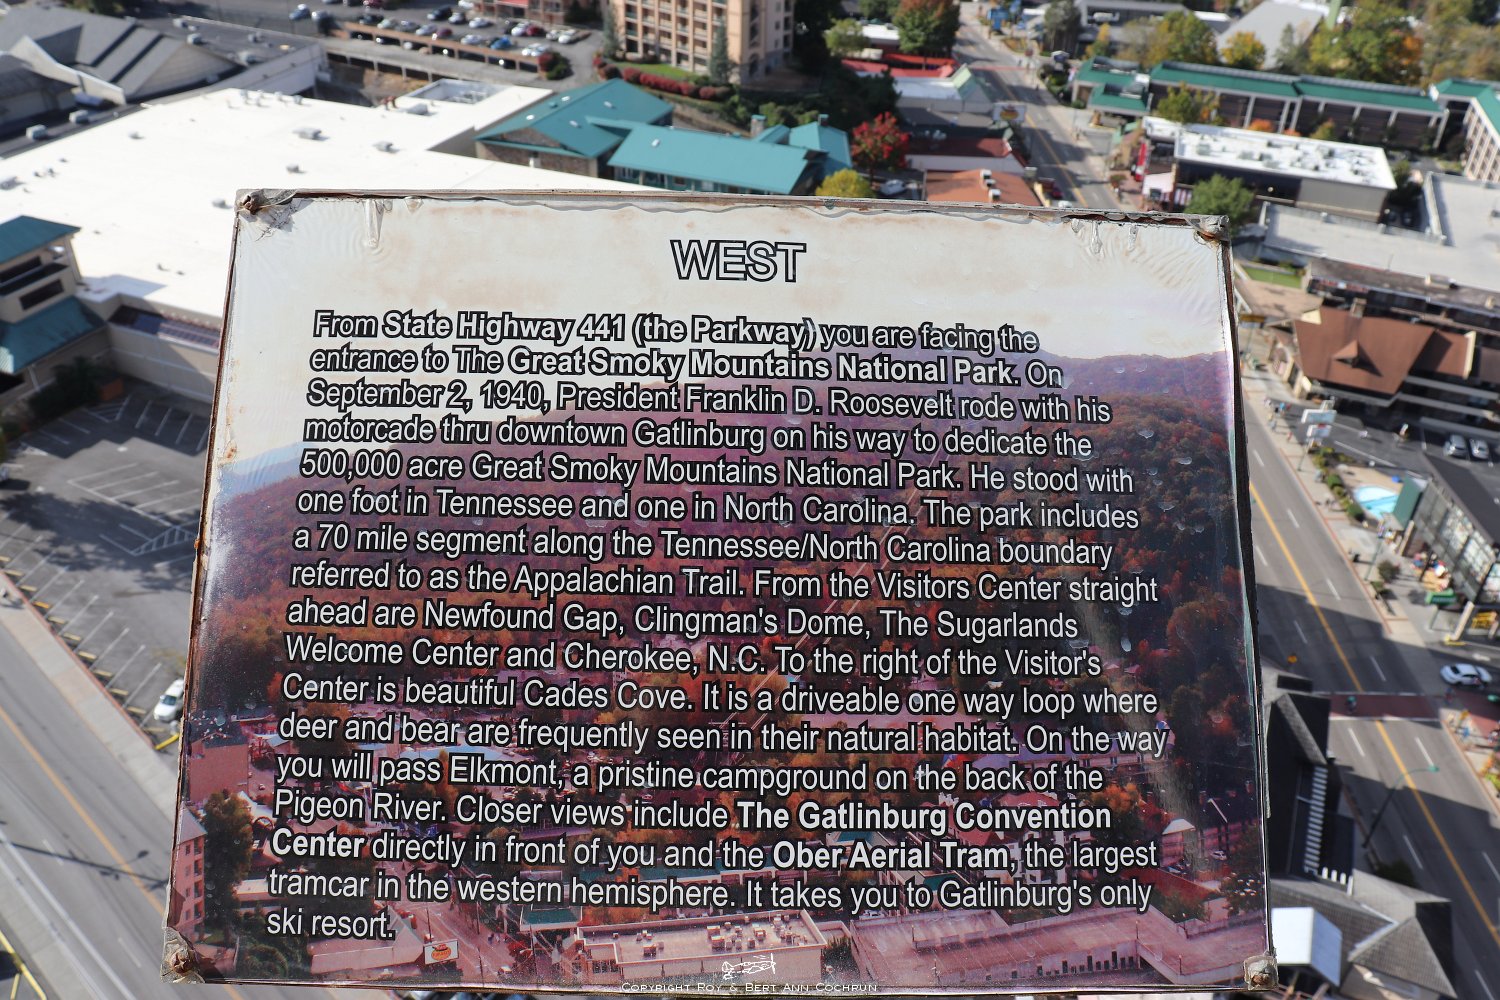 WEST
From State Highway 441 (the Parkway) you are facing the
entrance to The Great Smoky Mountains National Park. On
September 2, 1940, President Franklin D. Roosevelt rode with his
motorcade thru downtown Gatlinburg on his way to dedicate the
500,000 acre Great Smoky Mountains National Park. He stood with
one foot in Tennessee and one in North Carolina. The park includes
a 70 mile segment along the Tennessee/North Carolina boundary
referred to as the Appalachian Trail. From the Visitors Center straight
ahead are Newfound Gap, Clingman's Dome, The Sugarlands
Welcome Center and Cherokee, N.C. To the right of the Visitor's
Center is beautiful Cades Cove. It is a driveable one way loop where
deer and bear are frequently seen in their natural habitat. On the way
you will pass Elkmont, a pristine campground on the back of the
Pigeon River. Closer views include The Gatlinburg Convention
Center directly in front of you and the Ober Aerial Tram, the largest
tramcar in the western hemisphere. It takes you to Gatlinburg's only
ski resort.
Copyright Roy & Bert Ann Cochrun